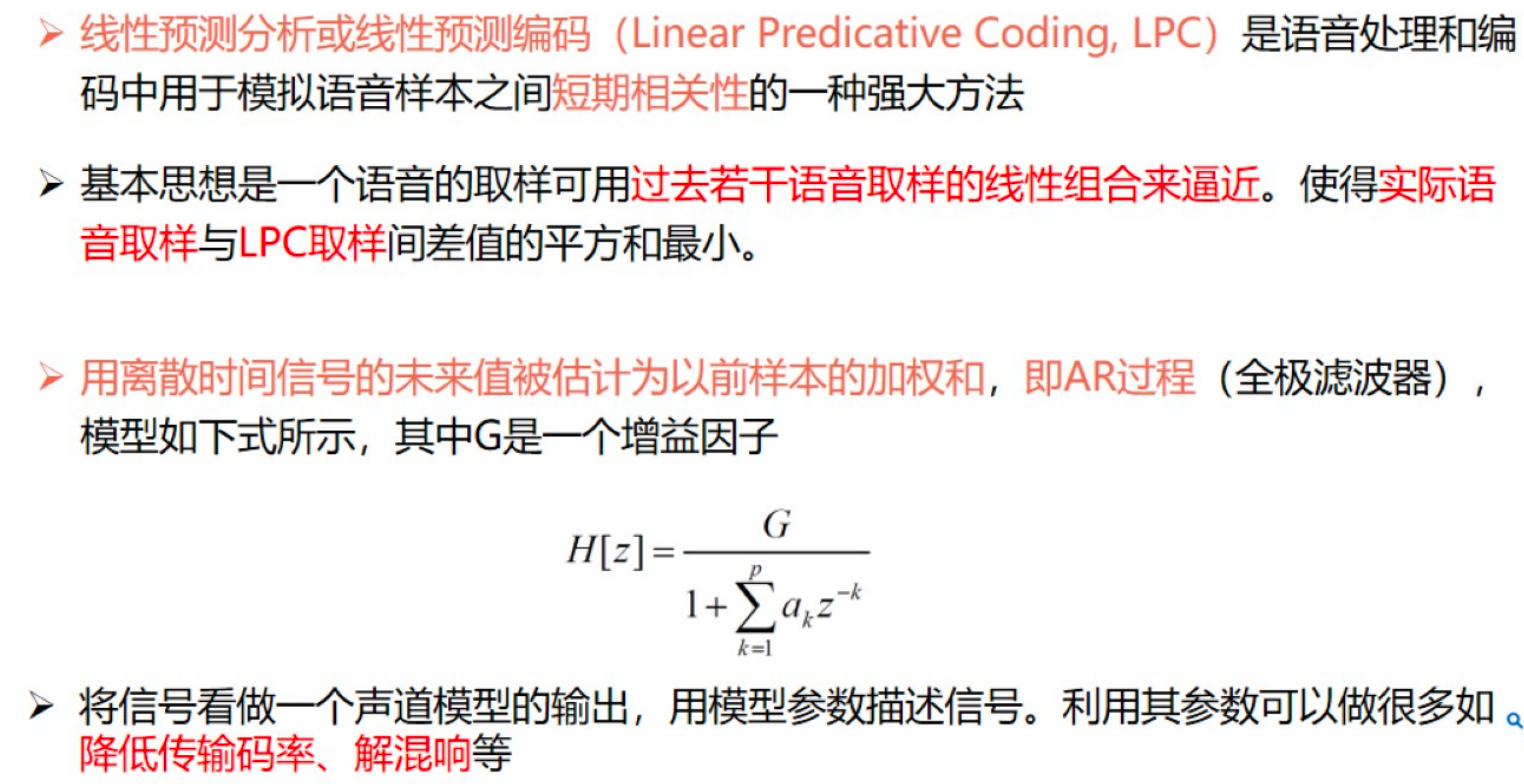 ➢ 线性预测分析或线性预测编码（Linear Predicative Coding, LPC）是语音处理和编
码中用于模拟语音样本之间短期相关性的一种强大方法
➢ 基本思想是一个语音的取样可用过去若干语音取样的线性组合来逼近。使得实际语
音取样与LPC取样间差值的平方和最小。
➢ 用离散时间信号的未来值被估计为以前样本的加权和，即AR过程（全极滤波器），
模型如下式所示，其中G是一个增益因子
H[z] = G / (1 + ∑_{k=1}^{p} a_k z^{-k})
➢ 将信号看做一个声道模型的输出，用模型参数描述信号。利用其参数可以做很多如
降低传输码率、解混响等